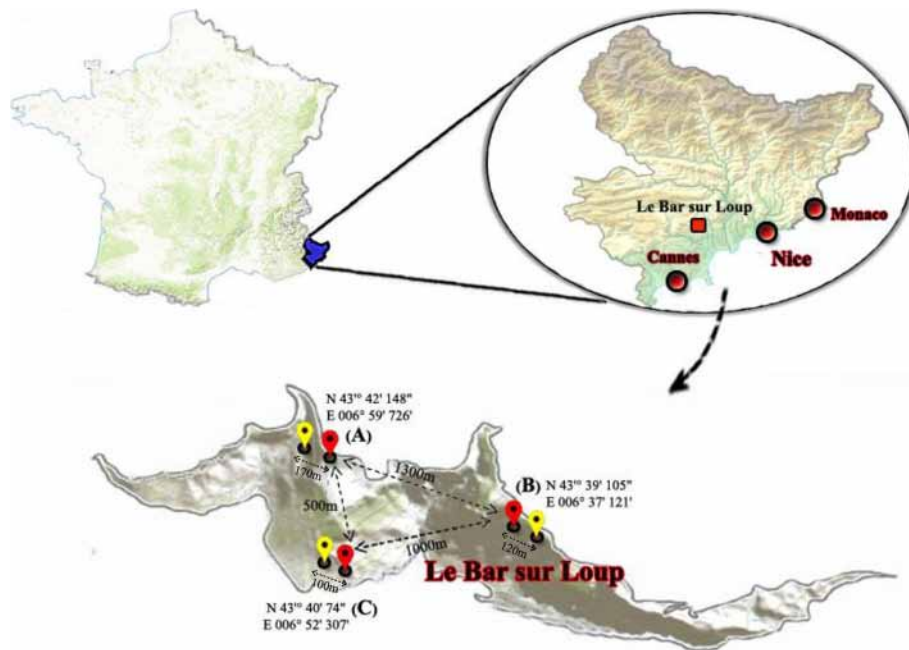 Le Bar sur Loup
Monaco
Nice
Cannes
N 43'° 42' 148"
E 006° 59' 726'
(A)
170m
1300m
500m
(B)
N 43'° 39' 105"
E 006° 37' 121'
120m
1000m
100m
Le Bar sur Loup
N 43'° 40' 74"
E 006° 52' 307'
(C)